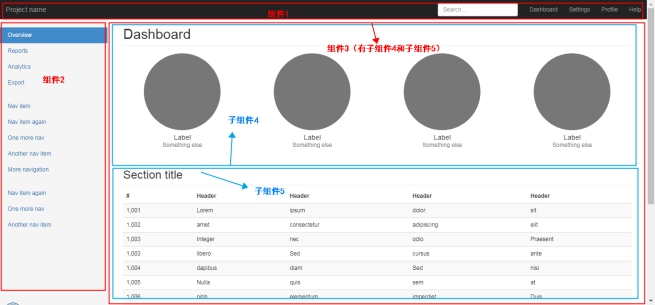 Project name
Search...
Dashboard Settings Profile Help
组件1
Overview
Reports
Analytics
Export
组件2
Nav item
Nav item again
One more nav
Another nav item
More navigation
Nav item again
One more nav
Another nav item
Dashboard
组件3（有子组件4和子组件5）
Label Label Label Label
Something else Something else Something else Something else
子组件4
Section title
子组件5
# Header Header Header Header
1,001 Lorem ipsum dolor sit
1,002 amet consectetur adipiscing elit
1,003 Integer nec odio Praesent
1,003 libero Sed cursus ante
1,004 dapibus diam Sed nisi
1,005 Nulla quis sem at
1,006 nibh elementum imperdiet Duis